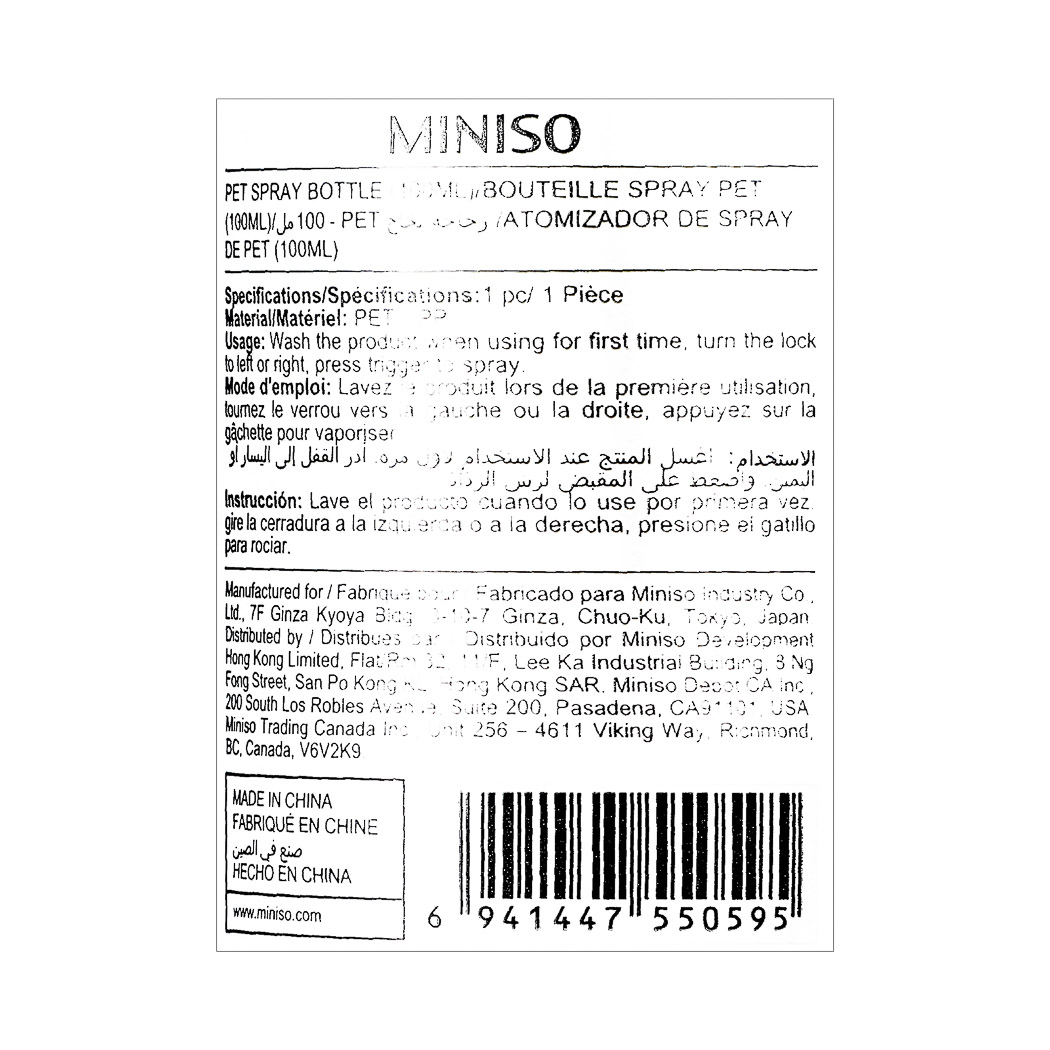 MINISO
PET SPRAY BOTTLE (100ML)/BOUTEILLE SPRAY PET
(100ML)/زجاجة بخاخ PET - 100 مل/ATOMIZADOR DE SPRAY
DE PET (100ML)
Specifications/Spécifications:1 pc/ 1 Pièce
Material/Matériel: PET PP
Usage: Wash the product when using for first time, turn the lock
to left or right, press trigger to spray.
Mode d'emploi: Lavez le produit lors de la première utilisation,
tournez le verrou vers la gauche ou la droite, appuyez sur la
gâchette pour vaporiser
الاستخدام: اغسل المنتج عند الاستخدام لأول مرة. أدر القفل إلى اليسار أو
اليمين. واضغط على المقبض لرش الرذاذ
Instrucción: Lave el producto cuando lo use por primera vez.
gire la cerradura a la izquierda o a la derecha, presione el gatillo
para rociar.
Manufactured for / Fabriqué pour Fabricado para Miniso Industry Co.,
Ltd., 7F Ginza Kyoya Bldg 3-10-7 Ginza, Chuo-Ku, Tokyo, Japan
Distributed by / Distribués par Distribuido por Miniso Development
Hong Kong Limited, Flat/Rm 32, 11/F, Lee Ka Industrial Building, 8 Ng
Fong Street, San Po Kong KL Hong Kong SAR. Miniso Depot CA Inc.,
200 South Los Robles Avenue, Suite 200, Pasadena, CA91101, USA
Miniso Trading Canada Inc. Unit 256 – 4611 Viking Way, Richmond,
BC, Canada, V6V2K9
MADE IN CHINA
FABRIQUÉ EN CHINE
صنع في الصين
HECHO EN CHINA
www.miniso.com
6 941447 550595